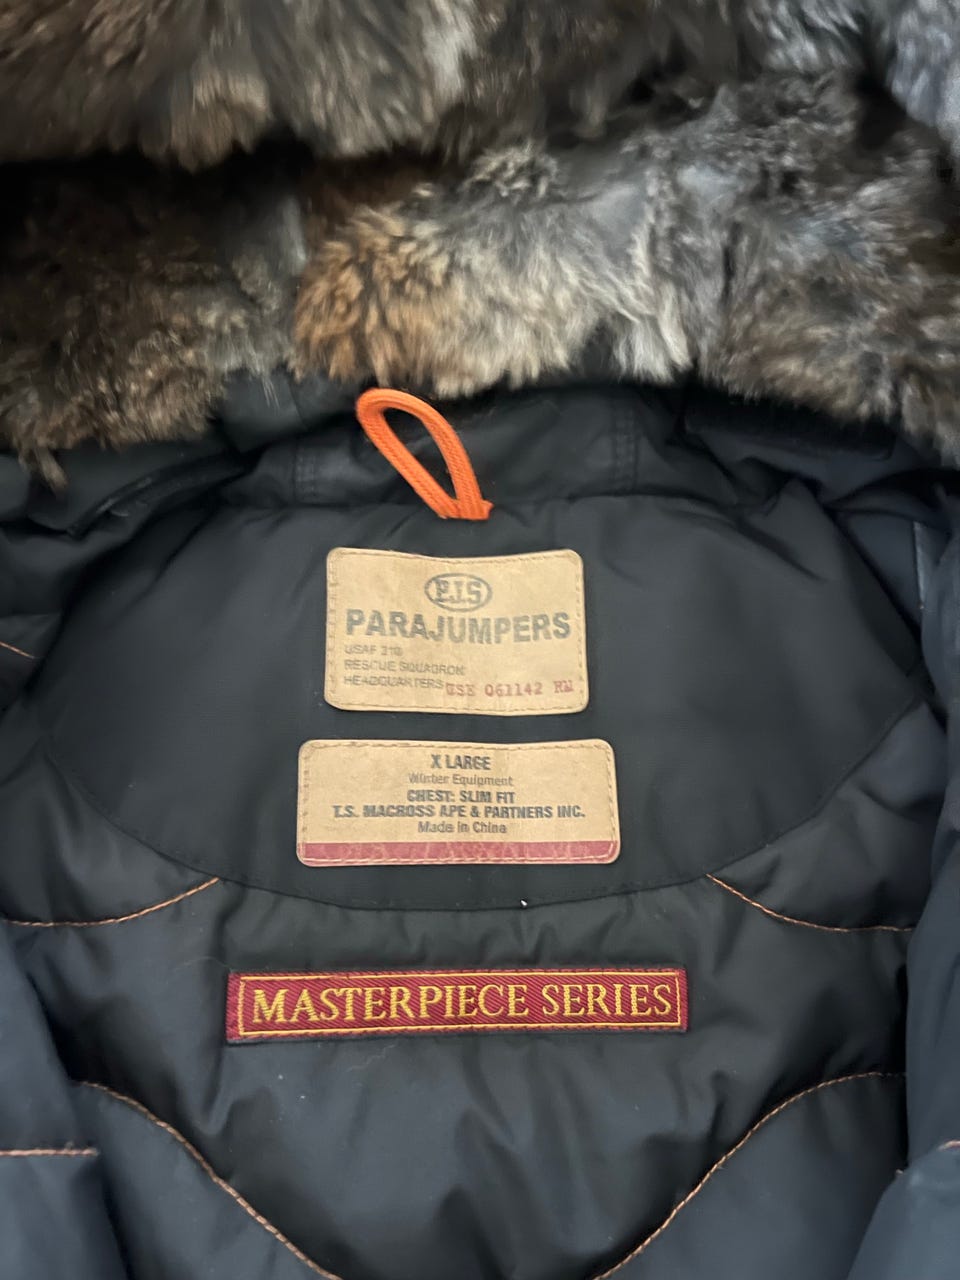 P.J.S
PARAJUMPERS
USAF 210
RESCUE SQUADRON
HEADQUARTERS USE 061142 RW
X LARGE
Winter Equipment
CHEST: SLIM FIT
T.S. MACROSS APE & PARTNERS INC.
Made in China
MASTERPIECE SERIES